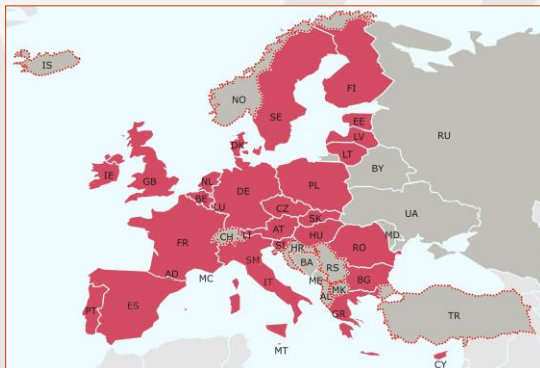 IS
NO
SE
FI
RU
EE
LV
LT
DK
BY
IE
GB
NL
BE
LU
DE
PL
UA
CZ
SK
MD
FR
CH
LI
AT
HU
RO
SI
HR
BA
RS
SM
IT
ME
MK
AL
BG
AD
MC
PT
ES
GR
TR
MT
CY